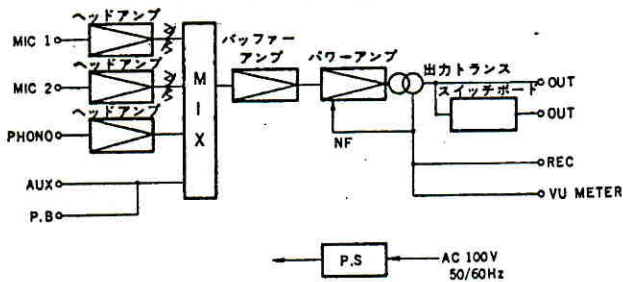 ヘッドアンプ
MIC 1
ヘッドアンプ
MIC 2
ヘッドアンプ
PHONO
AUX
P.B
MIX
バッファー
アンプ
パワーアンプ
NF
出力トランス
スイッチボード
OUT
OUT
REC
VU METER
P.S
AC 100V
50/60Hz